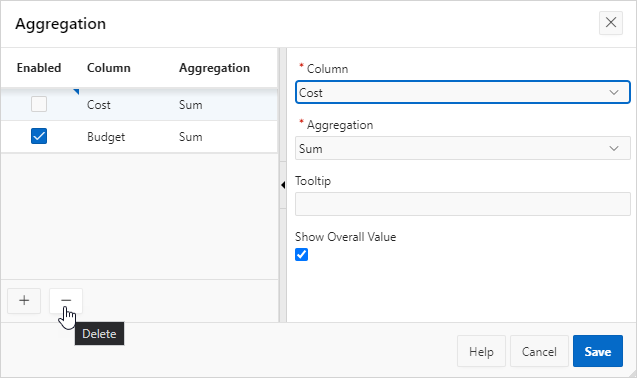 Aggregation
Enabled Column Aggregation
Cost Sum
Budget Sum
* Column
Cost
* Aggregation
Sum
Tooltip
Show Overall Value
Delete
Help Cancel Save